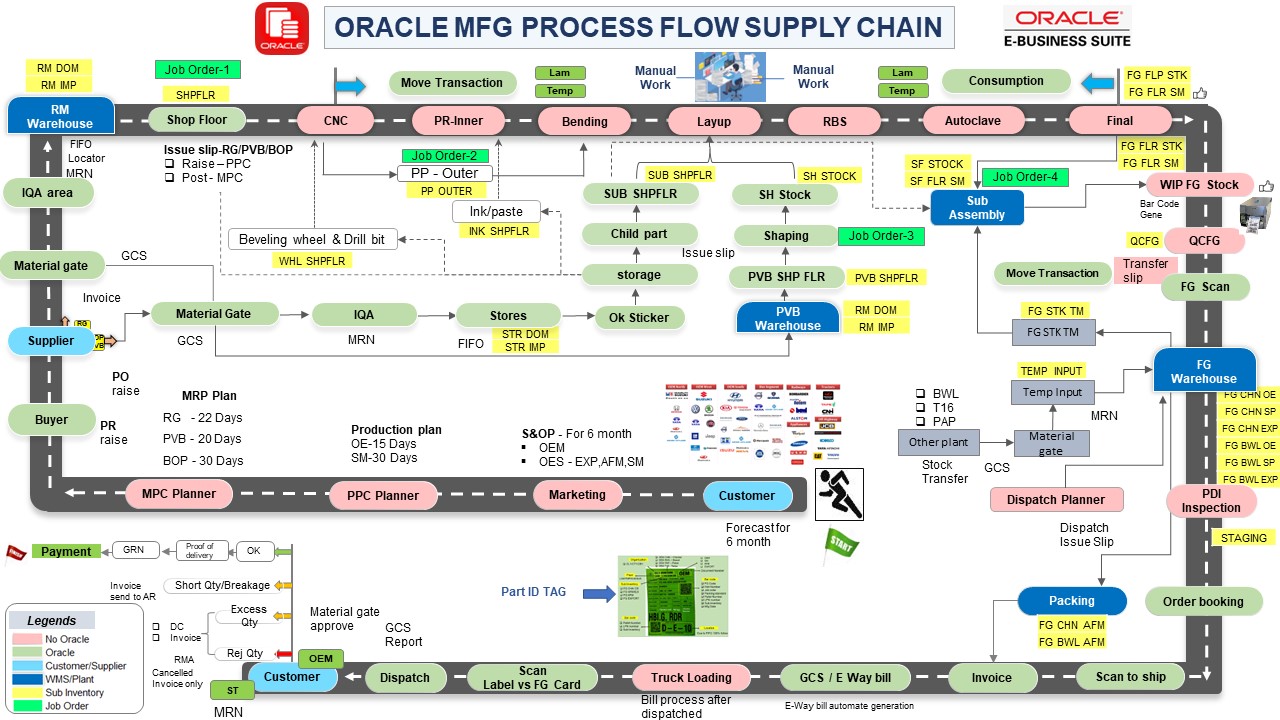 ORACLE
ORACLE MFG PROCESS FLOW SUPPLY CHAIN
ORACLE
E-BUSINESS SUITE
RM DOM
RM IMP
RM
Warehouse
Job Order-1
SHPFLR
Shop Floor
Move Transaction
Lam
Temp
Manual
Work
Manual
Work
Lam
Temp
Consumption
FG FLP STK
FG FLR SM
CNC
PR-Inner
Bending
Layup
RBS
Autoclave
Final
FIFO
Locator
MRN
Issue slip-RG/PVB/BOP
Raise – PPC
Post - MPC
Job Order-2
PP - Outer
PP OUTER
SUB SHPFLR
SH STOCK
SF STOCK
SF FLR SM
FG FLR STK
FG FLR SM
Job Order-4
IQA area
SUB SHPFLR
SH Stock
Sub
Assembly
WIP FG Stock
Bar Code
Gene
Ink/paste
INK SHPFLR
Beveling wheel & Drill bit
WHL SHPFLR
Child part
Issue slip
Shaping
Job Order-3
QCFG
QCFG
Material gate
GCS
storage
PVB SHP FLR
PVB SHPFLR
Move Transaction
Transfer
slip
FG Scan
Invoice
Material Gate
IQA
Stores
Ok Sticker
PVB
Warehouse
RM DOM
RM IMP
FG STK TM
FG STK TM
RG
Supplier
GCS
MRN
FIFO
STR DOM
STR IMP
FG
Warehouse
PO
raise
MRP Plan
RG - 22 Days
PVB - 20 Days
BOP - 30 Days
TEMP INPUT
Temp Input
MRN
BWL
T16
PAP
FG CHN OE
FG CHN SP
FG CHN EXP
FG BWL OE
FG BWL SP
FG BWL EXP
Buyer
PR
raise
Production plan
OE-15 Days
SM-30 Days
S&OP - For 6 month
OEM
OES - EXP,AFM,SM
Other plant
Material
gate
Stock
Transfer
GCS
MPC Planner
PPC Planner
Marketing
Customer
Dispatch Planner
PDI
Inspection
Forecast for
6 month
START
Dispatch
Issue Slip
STAGING
Payment
GRN
Proof of
delivery
OK
Invoice
send to AR
Short Qty/Breakage
Part ID TAG
OEM
HBLG_RDR
D-E-10
Packing
FG CHN AFM
FG BWL AFM
Order booking
Legends
No Oracle
Oracle
Customer/Supplier
WMS/Plant
Sub Inventory
Job Order
DC
Invoice
Excess
Qty
Rej Qty
RMA
Cancelled
Invoice only
Material gate
approve -
GCS
Report
OEM
ST
MRN
Customer
Dispatch
Scan
Label vs FG Card
Truck Loading
GCS / E Way bill
Invoice
Scan to ship
Bill process after
dispatched
E-Way bill automate generation